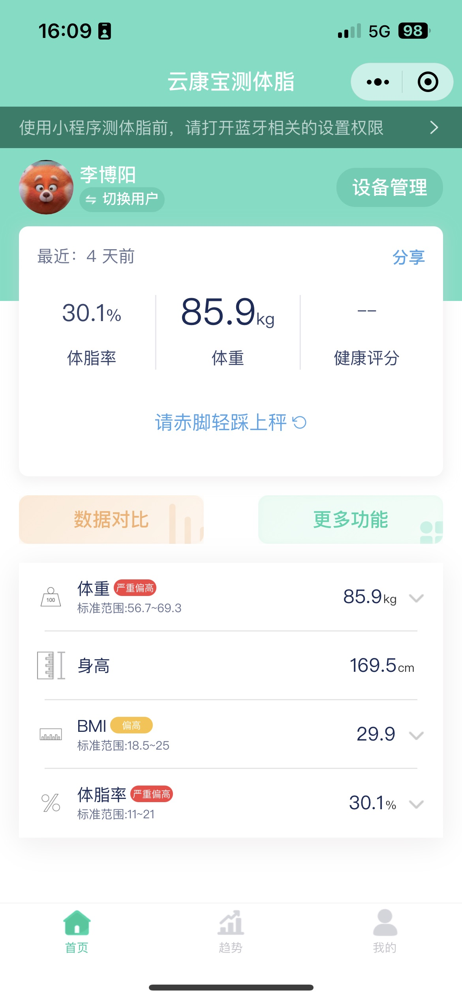 16:09
5G 98
云康宝测体脂
使用小程序测体脂前，请打开蓝牙相关的设置权限
李博阳
切换用户
设备管理
最近：4 天前
分享
30.1%
85.9kg
--
体脂率
体重
健康评分
请赤脚轻踩上秤
数据对比
更多功能
体重 严重偏高
100
标准范围:56.7~69.3
85.9kg
身高
169.5cm
BMI 偏高
标准范围:18.5~25
29.9
体脂率 严重偏高
标准范围:11~21
30.1%
首页
趋势
我的